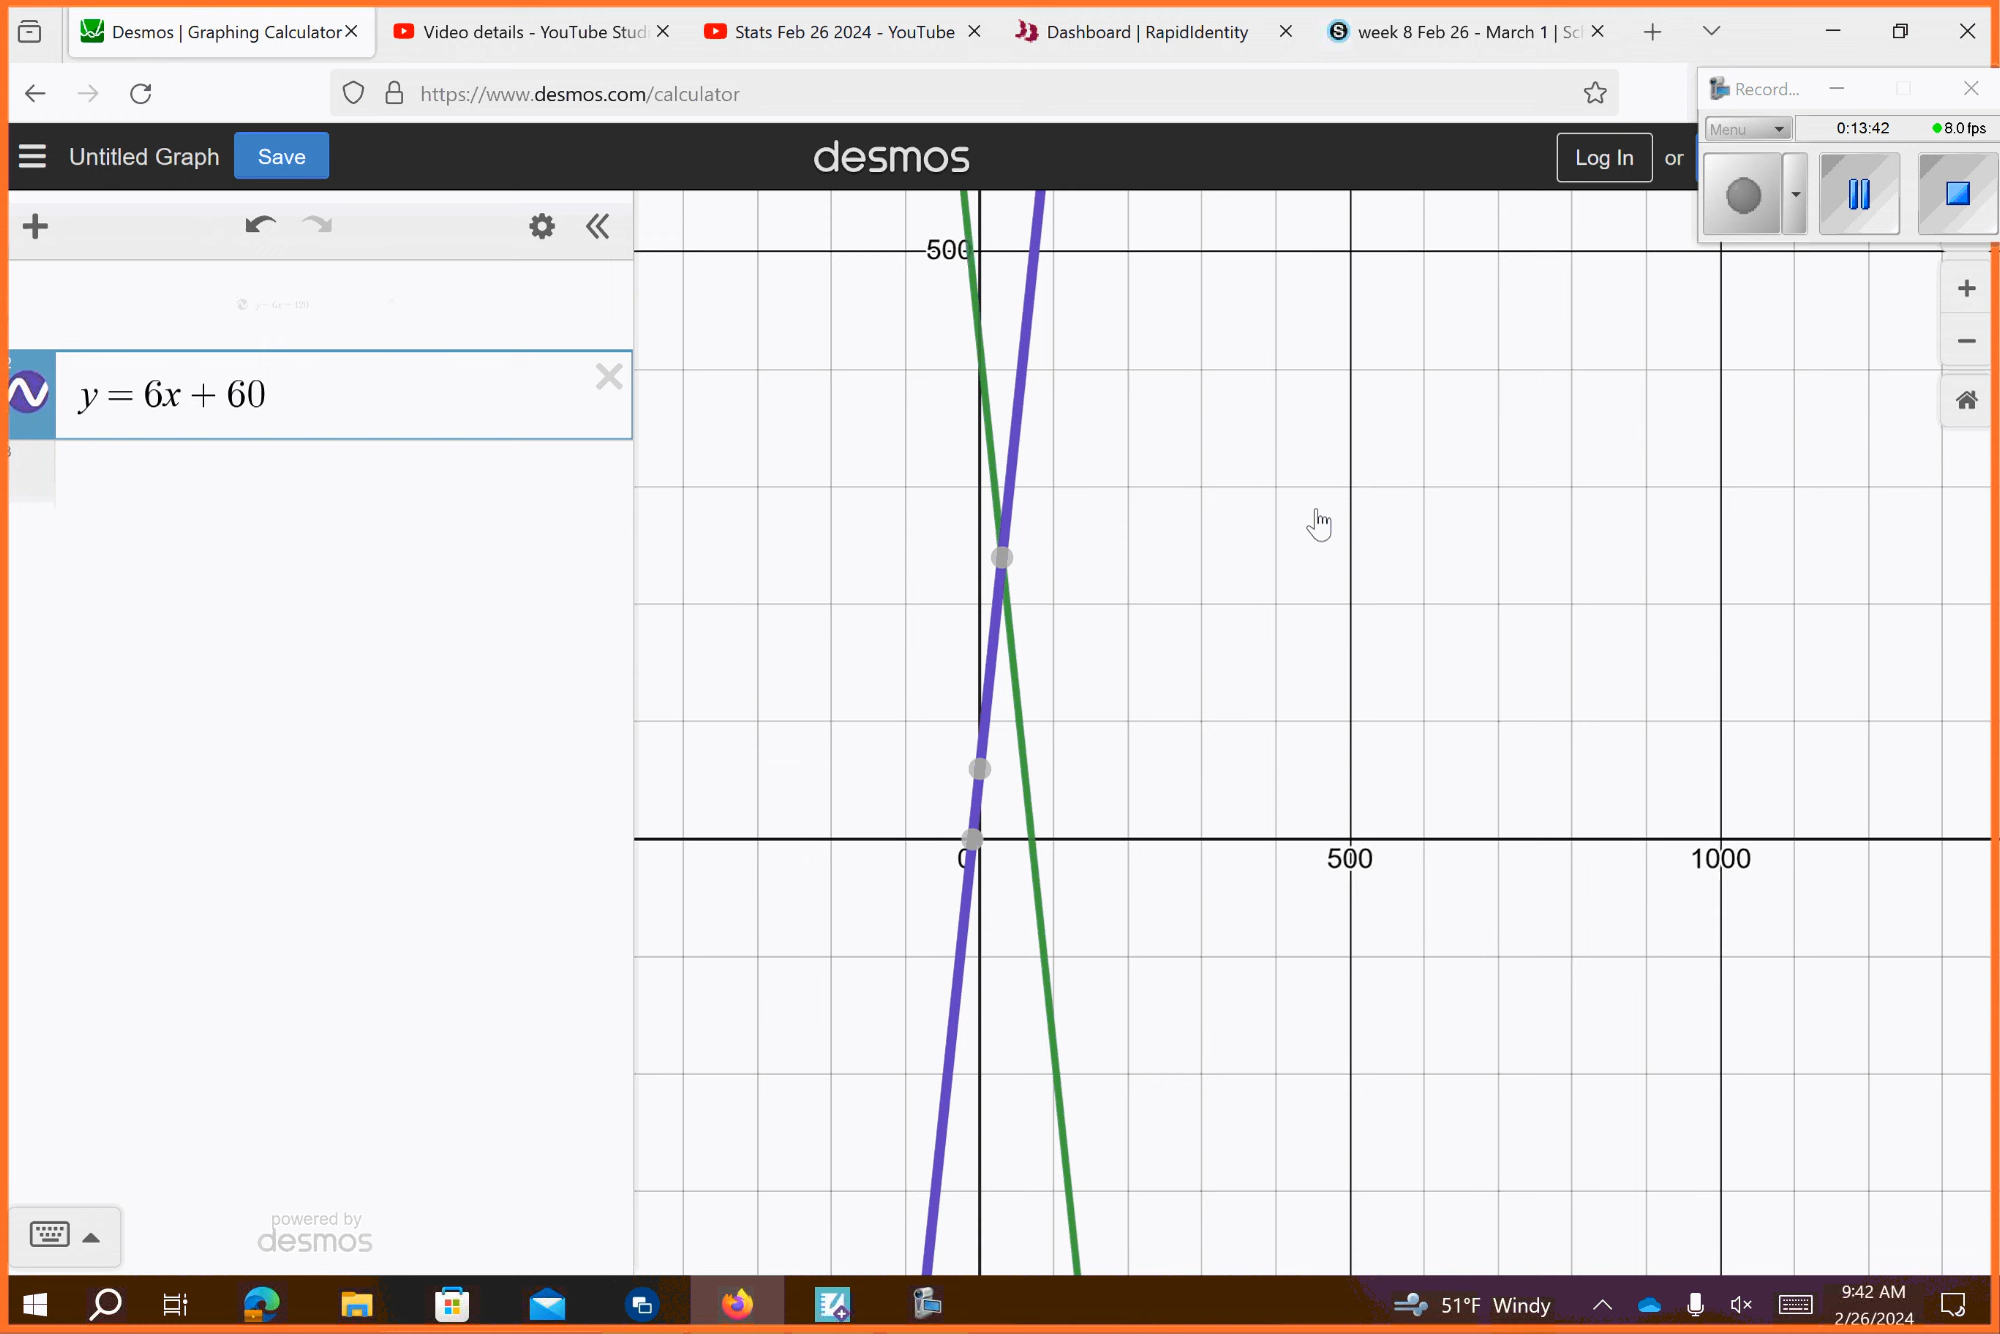 Desmos | Graphing Calculator
Video details - YouTube Stud
Stats Feb 26 2024 - YouTube
Dashboard | RapidIdentity
week 8 Feb 26 - March 1 | Sc
https://www.desmos.com/calculator
Record...
Menu
0:13:42
8.0 fps
Untitled Graph
Save
desmos
Log In
or
y = 6x + 60
500
0
500
1000
powered by
desmos
51°F Windy
9:42 AM
2/26/2024